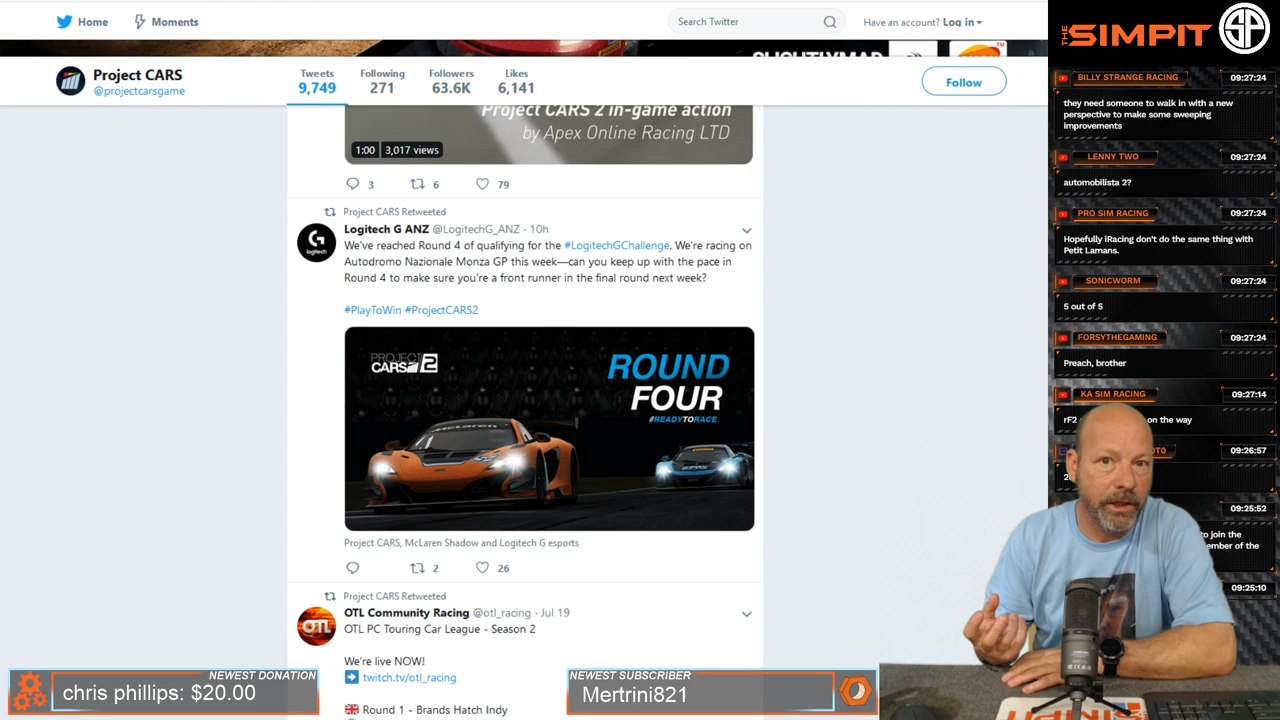 Home
Moments
Search Twitter
Have an account? Log in
Project CARS
@projectcarsgame
Tweets
9,749
Following
271
Followers
63.6K
Likes
6,141
Follow
Project CARS 2 in-game action
by Apex Online Racing LTD
1:00 3,017 views
3 6 79
Project CARS Retweeted
Logitech G ANZ @LogitechG_ANZ · 10h
We've reached Round 4 of qualifying for the #LogitechGChallenge. We're racing on
Autodromo Nazionale Monza GP this week—can you keep up with the pace in
Round 4 to make sure you're a front runner in the final round next week?
#PlayToWin #ProjectCARS2
PROJECT
CARS 2
ROUND
FOUR
#READYTORACE
McLaren
logitech
Project CARS, McLaren Shadow and Logitech G esports
2 26
Project CARS Retweeted
OTL Community Racing @otl_racing · Jul 19
OTL
OTL PC Touring Car League - Season 2
We're live NOW!
twitch.tv/otl_racing
Round 1 - Brands Hatch Indy
THE SIMPIT SP
BILLY STRANGE RACING 09:27:24
they need someone to walk in with a new
perspective to make some sweeping
improvements
LENNY TWO 09:27:24
automobilista 2?
PRO SIM RACING 09:27:24
Hopefully iRacing don't do the same thing with
Petit Lamans.
SONICWORM 09:27:24
5 out of 5
FORSYTHEGAMING 09:27:24
Preach, brother
KA SIM RACING 09:27:14
rF2 on the way
09:26:57
09:25:52
to join the
ember of the
09:25:10
NEWEST DONATION
chris phillips: $20.00
NEWEST SUBSCRIBER
Mertrini821